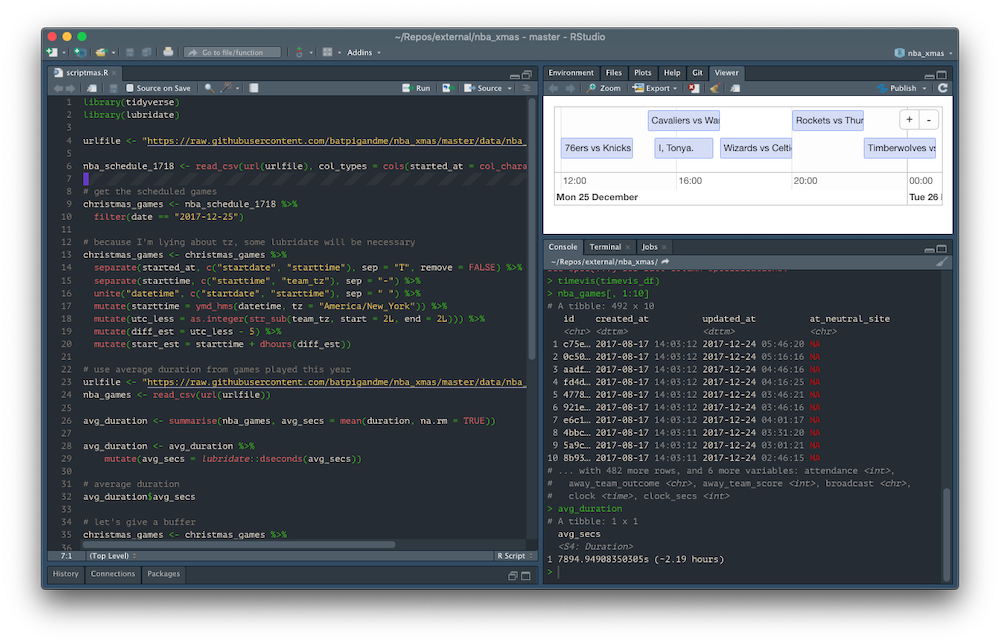 ~/Repos/external/nba_xmas - master - RStudio
Go to file/function
Addins
nba_xmas
scriptmas.R
Source on Save
Run
Source
1 library(tidyverse)
2 library(lubridate)
3
4 urlfile <- "https://raw.githubusercontent.com/batpigandme/nba_xmas/master/data/nba_
5
6 nba_schedule_1718 <- read_csv(url(urlfile), col_types = cols(started_at = col_chara
7
8 # get the scheduled games
9 christmas_games <- nba_schedule_1718 %>%
10 filter(date == "2017-12-25")
11
12 # because I'm lying about tz, some lubridate will be necessary
13 christmas_games <- christmas_games %>%
14 separate(started_at, c("startdate", "starttime"), sep = "T", remove = FALSE) %>%
15 separate(starttime, c("starttime", "team_tz"), sep = "-") %>%
16 unite("datetime", c("startdate", "starttime"), sep = " ") %>%
17 mutate(starttime = ymd_hms(datetime, tz = "America/New_York")) %>%
18 mutate(utc_less = as.integer(str_sub(team_tz, start = 2L, end = 2L))) %>%
19 mutate(diff_est = utc_less - 5) %>%
20 mutate(start_est = starttime + dhours(diff_est))
21
22 # use average duration from games played this year
23 urlfile <- "https://raw.githubusercontent.com/batpigandme/nba_xmas/master/data/nba_
24 nba_games <- read_csv(url(urlfile))
25
26 avg_duration <- summarise(nba_games, avg_secs = mean(duration, na.rm = TRUE))
27
28 avg_duration <- avg_duration %>%
29 mutate(avg_secs = lubridate::dseconds(avg_secs))
30
31 # average duration
32 avg_duration$avg_secs
33
34 # let's give a buffer
35 christmas_games <- christmas_games %>%
36
7:1 (Top Level) R Script
History Connections Packages
Environment Files Plots Help Git Viewer
Zoom Export Publish
Cavaliers vs War
Rockets vs Thur
+ -
76ers vs Knicks
I, Tonya.
Wizards vs Celti
Timberwolves vs
12:00 16:00 20:00 00:00
Mon 25 December Tue 26
Console Terminal Jobs
~/Repos/external/nba_xmas/
> timevis(timevis_df)
> nba_games[, 1:10]
# A tibble: 492 x 10
id created_at updated_at at_neutral_site
<chr> <dttm> <dttm> <chr>
1 c75e… 2017-08-17 14:03:12 2017-12-24 05:46:20 NA
2 0c50… 2017-08-17 14:03:12 2017-12-24 05:16:16 NA
3 aadf… 2017-08-17 14:03:12 2017-12-24 04:46:16 NA
4 fd4d… 2017-08-17 14:03:12 2017-12-24 04:16:25 NA
5 4778… 2017-08-17 14:03:12 2017-12-24 03:46:21 NA
6 921e… 2017-08-17 14:03:12 2017-12-24 03:46:16 NA
7 e6c1… 2017-08-17 14:03:12 2017-12-24 04:01:17 NA
8 4bbc… 2017-08-17 14:03:11 2017-12-24 03:31:20 NA
9 5a9c… 2017-08-17 14:03:12 2017-12-24 03:01:21 NA
10 8b93… 2017-08-17 14:03:11 2017-12-24 02:46:15 NA
# ... with 482 more rows, and 6 more variables: attendance <int>,
# away_team_outcome <chr>, away_team_score <int>, broadcast <chr>,
# clock <time>, clock_secs <int>
> avg_duration
# A tibble: 1 x 1
avg_secs
<S4: Duration>
1 7894.94908350305s (~2.19 hours)
>